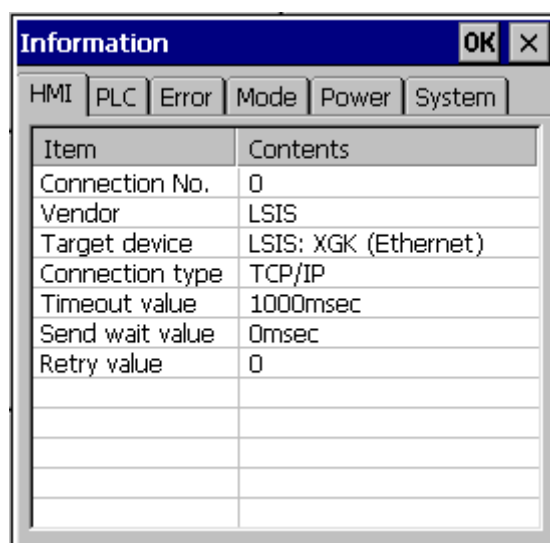 Information OK ×
HMI PLC Error Mode Power System
Item Contents
Connection No. 0
Vendor LSIS
Target device LSIS: XGK (Ethernet)
Connection type TCP/IP
Timeout value 1000msec
Send wait value 0msec
Retry value 0